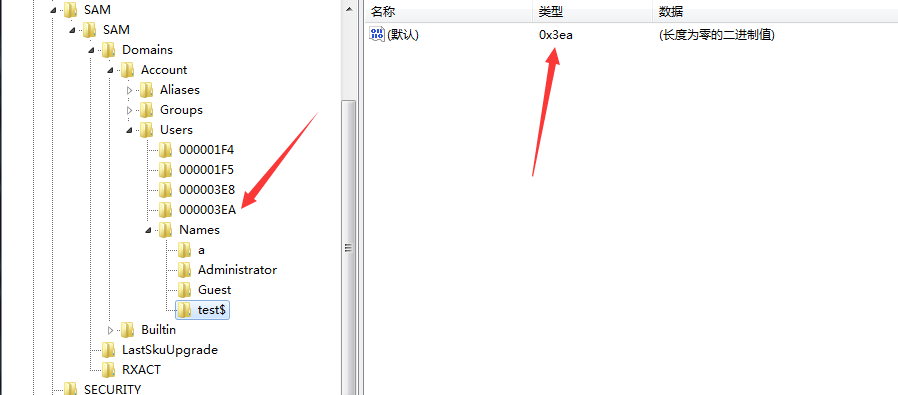 SAM
SAM
Domains
Account
Aliases
Groups
Users
000001F4
000001F5
000003E8
000003EA
Names
a
Administrator
Guest
test$
Builtin
LastSkuUpgrade
RXACT
SECURITY
名称 类型 数据
(默认) 0x3ea (长度为零的二进制值)